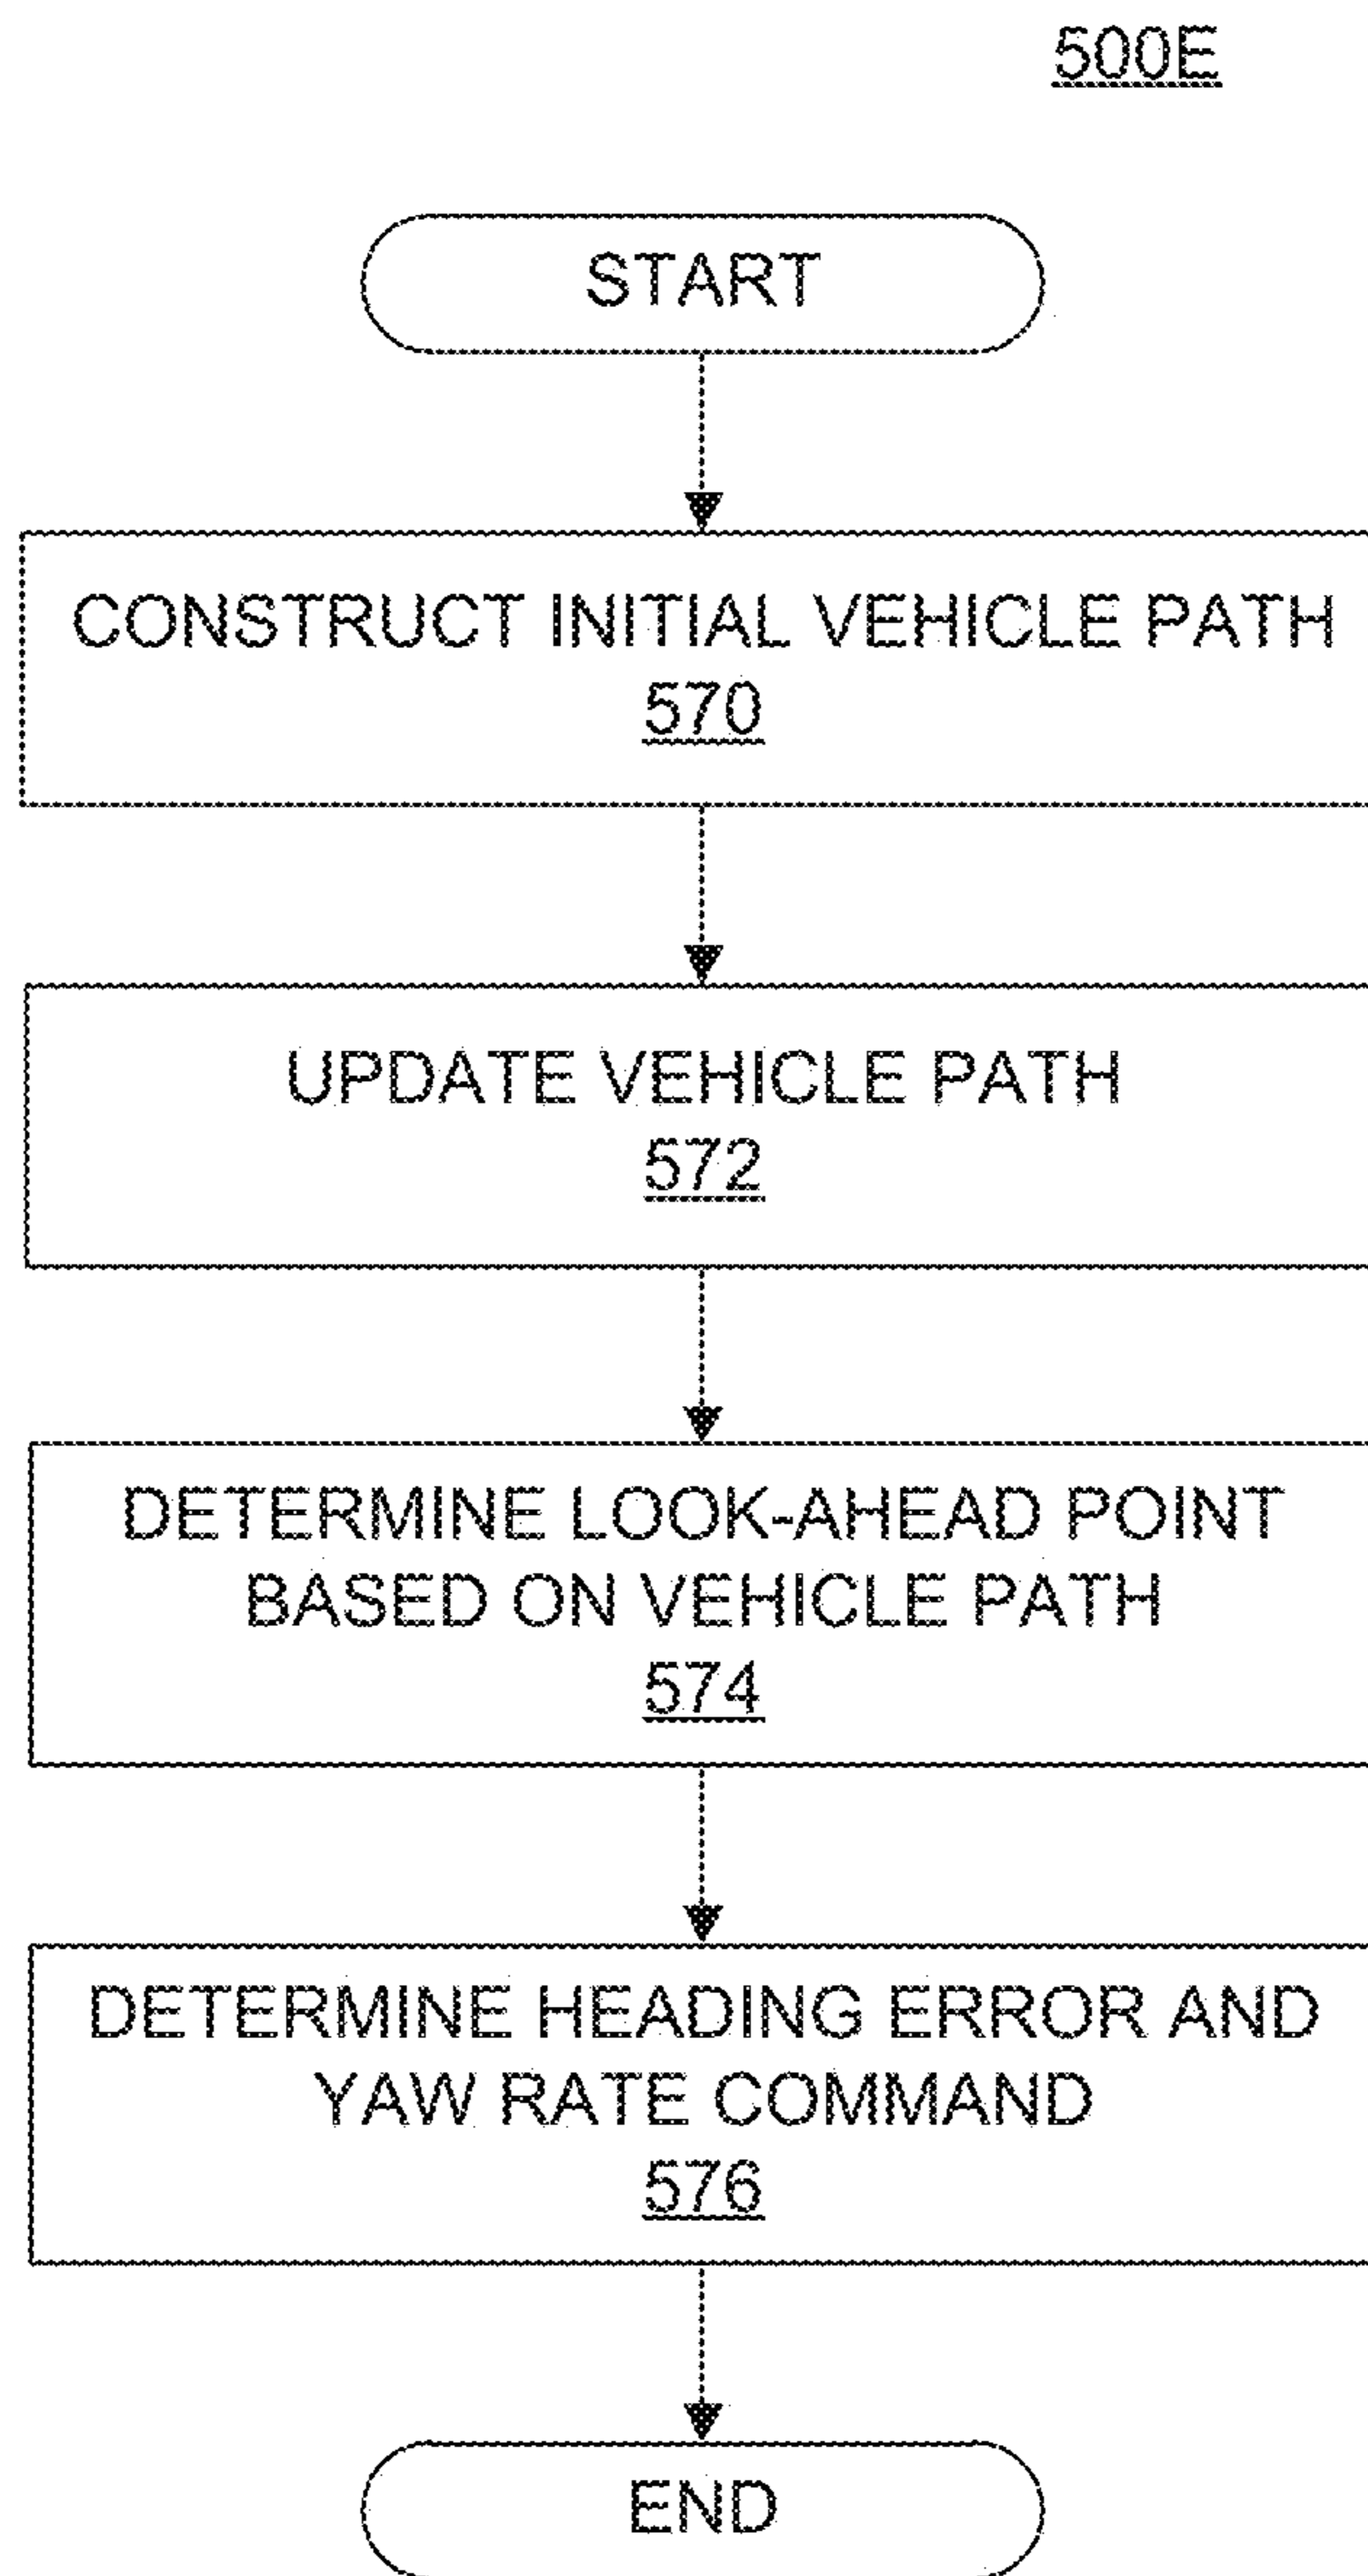 500E
START
CONSTRUCT INITIAL VEHICLE PATH
570
UPDATE VEHICLE PATH
572
DETERMINE LOOK-AHEAD POINT
BASED ON VEHICLE PATH
574
DETERMINE HEADING ERROR AND
YAW RATE COMMAND
576
END